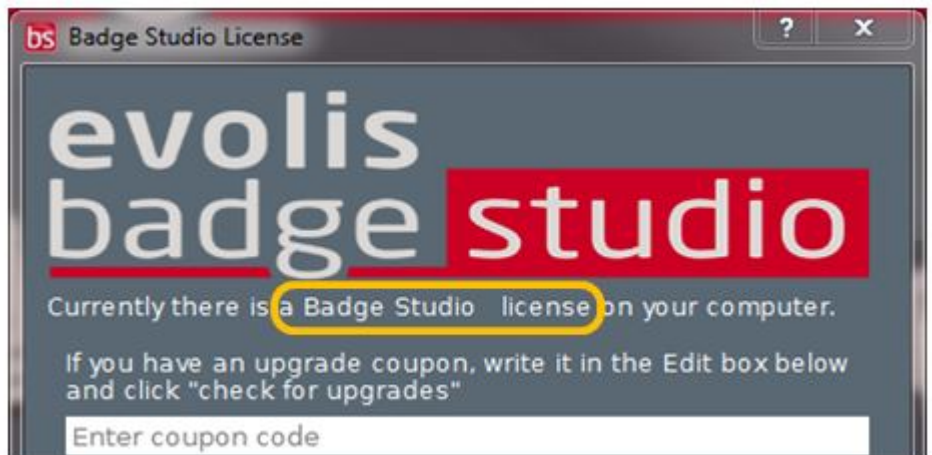 bs Badge Studio License ? x
evolis
badge studio
Currently there is a Badge Studio license on your computer.
If you have an upgrade coupon, write it in the Edit box below
and click "check for upgrades"
Enter coupon code